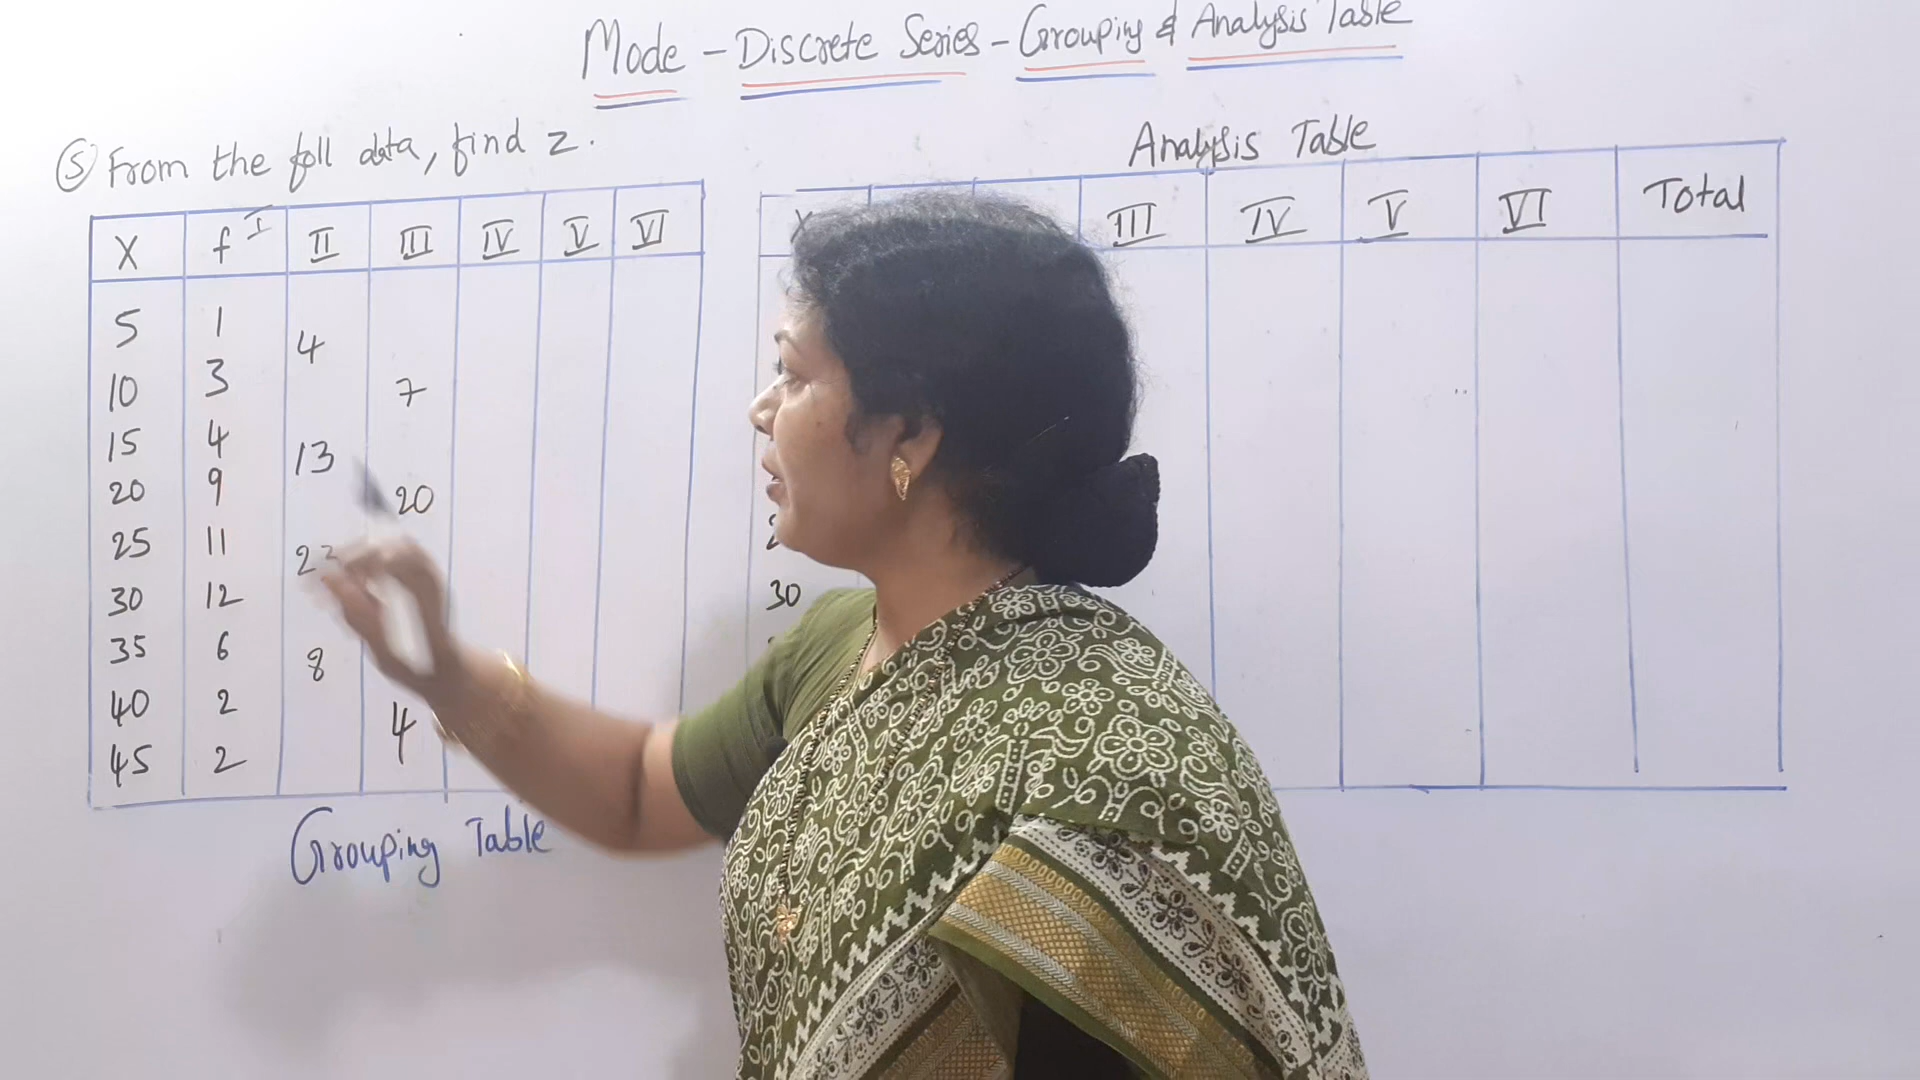 Mode - Discrete Series - Grouping & Analysis Table
⑤ From the foll data, find z.
X f I II III IV V VI
5 1
4
10 3 7
15 4
13
20 9 20
25 11
30 12
35 6
8
40 2
4
45 2
Grouping Table
Analysis Table
III IV V VI Total
30